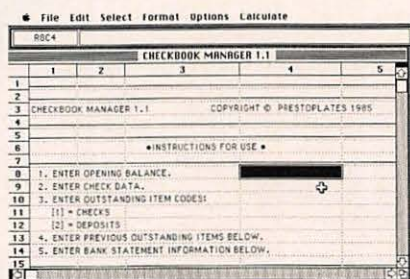 File Edit Select Format Options Calculate
R8C4
CHECKBOOK MANAGER 1.1
1 2 3 4 5
1
2
3 CHECKBOOK MANAGER 1.1 COPYRIGHT © PRESTOPLATES 1985
4
5
6 •INSTRUCTIONS FOR USE •
7
8 1. ENTER OPENING BALANCE.
9 2. ENTER CHECK DATA.
10 3. ENTER OUTSTANDING ITEM CODES:
11 [1] = CHECKS
12 [2] = DEPOSITS
13 4. ENTER PREVIOUS OUTSTANDING ITEMS BELOW.
14 5. ENTER BANK STATEMENT INFORMATION BELOW.
15